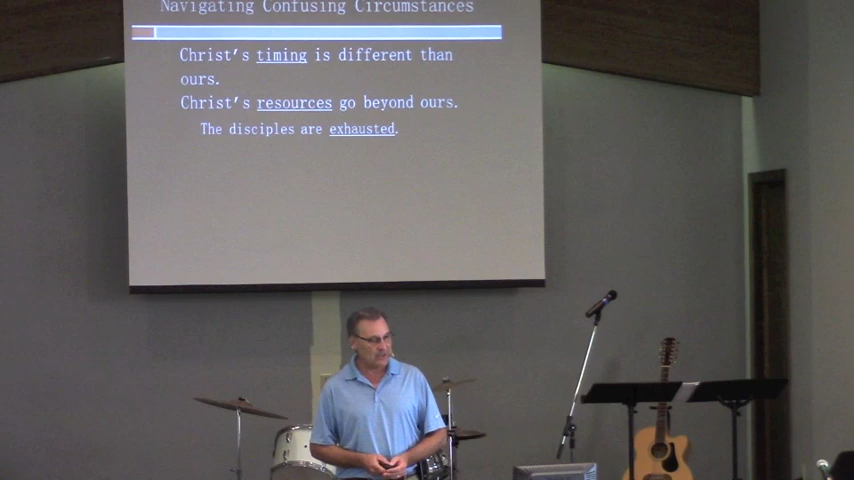 Navigating Confusing Circumstances
Christ's timing is different than
ours.
Christ's resources go beyond ours.
The disciples are exhausted.